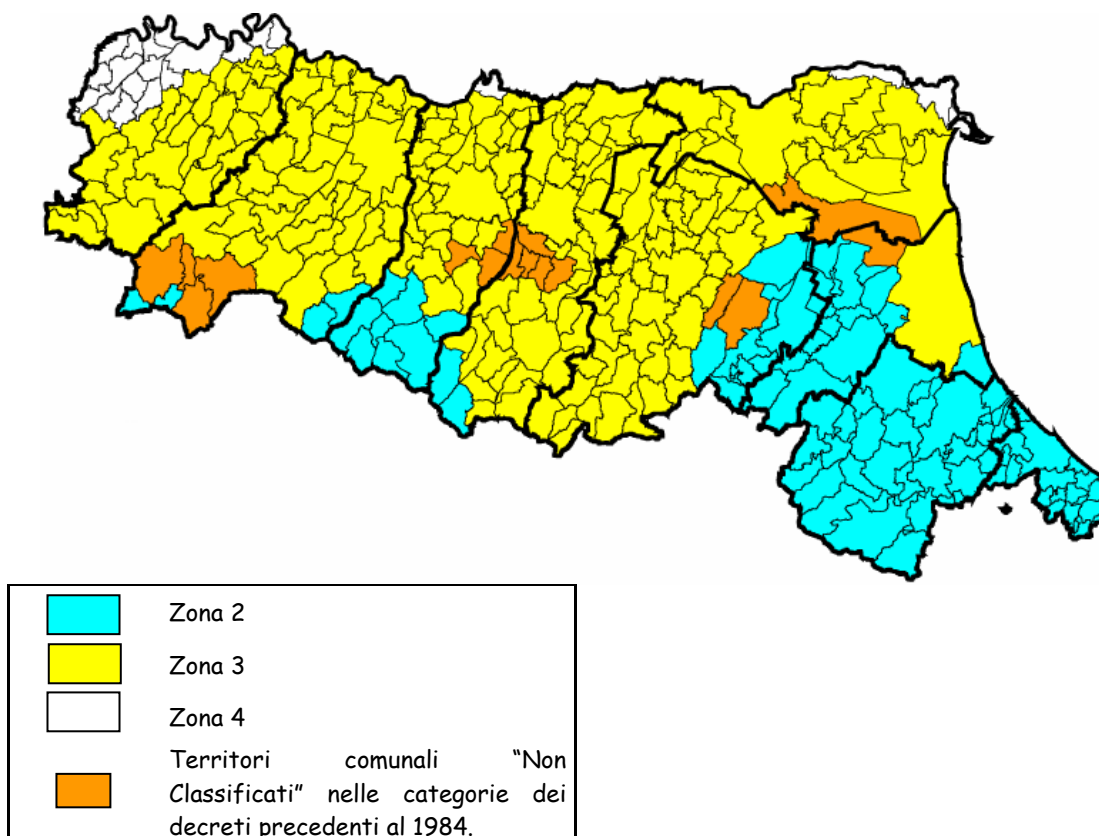 Zona 2
Zona 3
Zona 4
Territori comunali “Non
Classificati” nelle categorie dei
decreti precedenti al 1984.